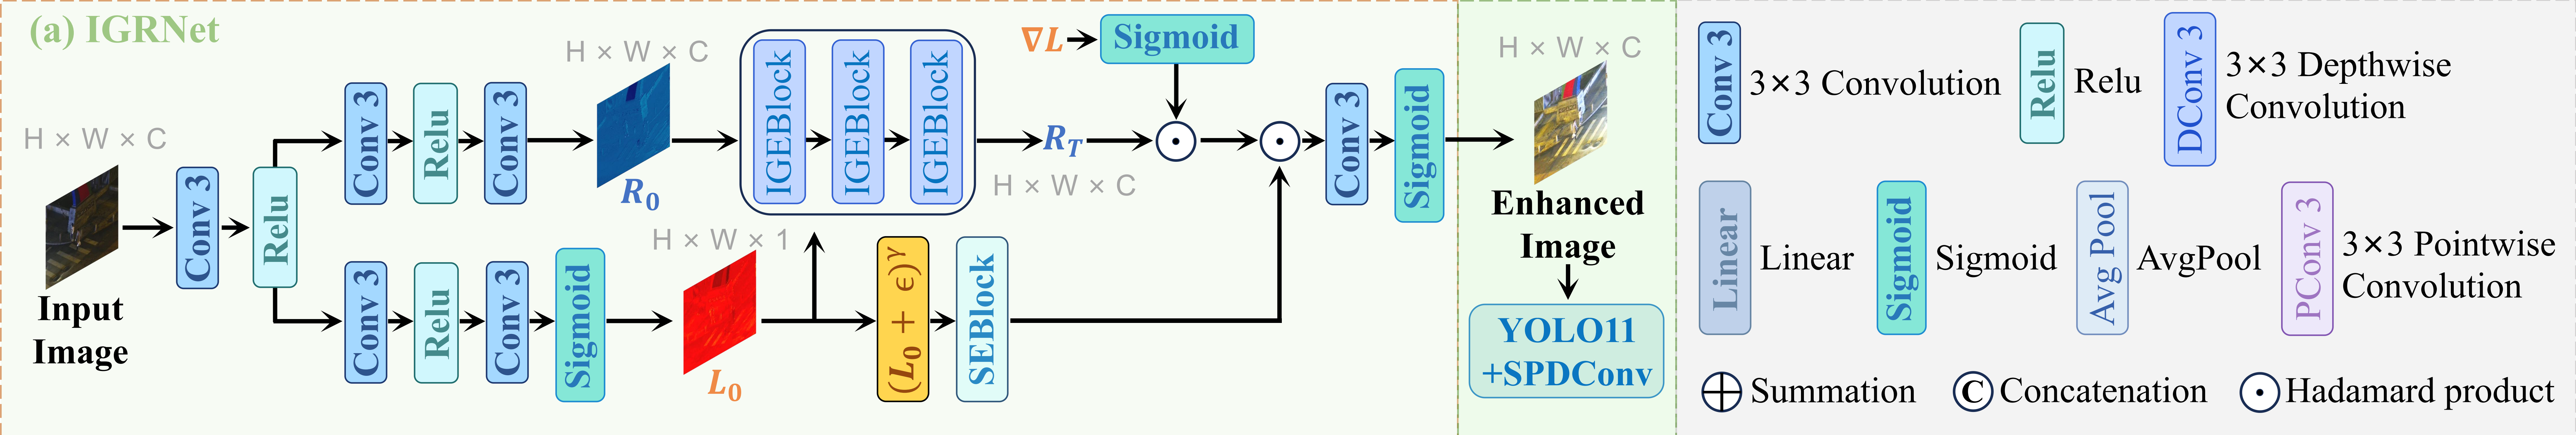 (a) IGRNet
H × W × C
Input
Image
Conv 3
Relu
Conv 3
Relu
Conv 3
H × W × C
R₀
IGEBlock
IGEBlock
IGEBlock
R_T
H × W × C
∇L
Sigmoid
Conv 3
Relu
Conv 3
Sigmoid
H × W × 1
L₀
(L₀ + ϵ)^γ
SEBlock
Conv 3
Sigmoid
H × W × C
Enhanced
Image
YOLO11
+SPDConv
Conv 3
3×3 Convolution
Relu
Relu
DConv 3
3×3 Depthwise
Convolution
Linear
Linear
Sigmoid
Sigmoid
Avg Pool
AvgPool
PConv 3
3×3 Pointwise
Convolution
Summation
C
Concatenation
Hadamard product